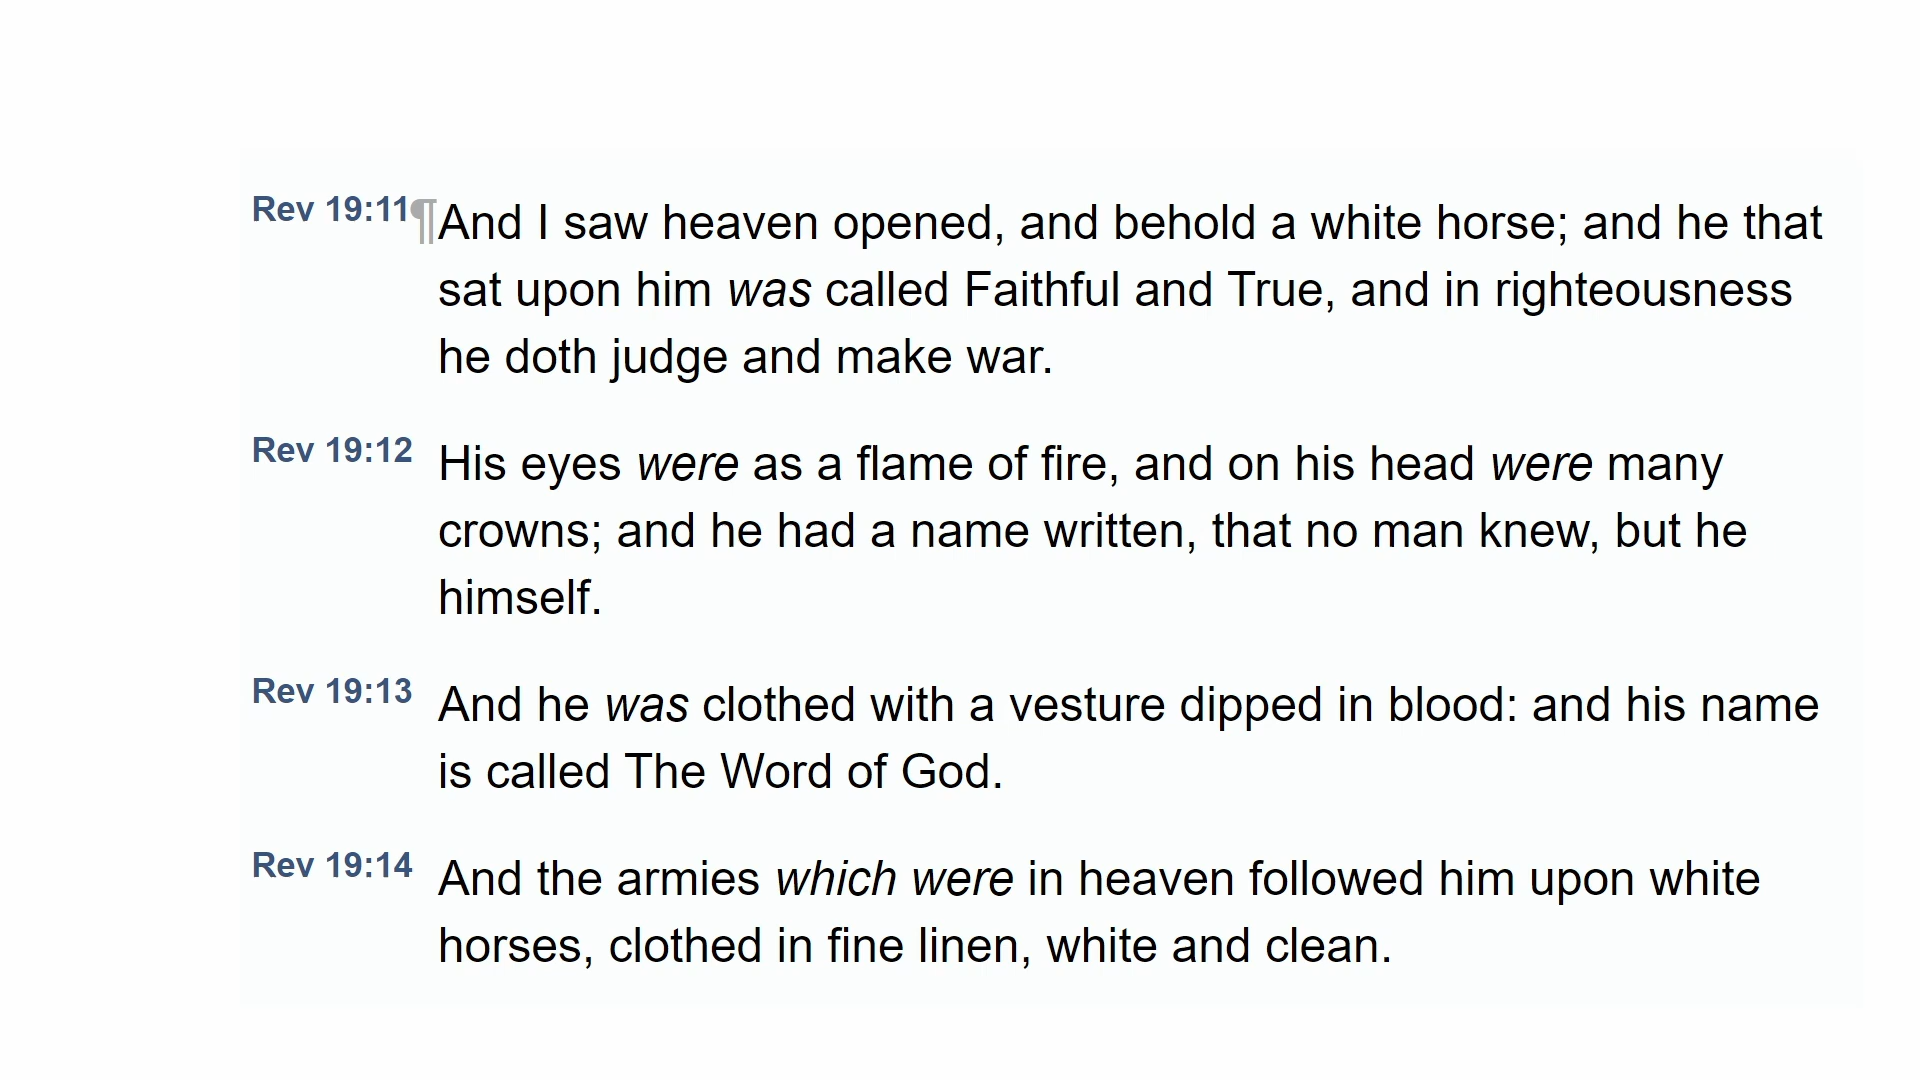 Rev 19:11 ¶And I saw heaven opened, and behold a white horse; and he that
sat upon him was called Faithful and True, and in righteousness
he doth judge and make war.
Rev 19:12 His eyes were as a flame of fire, and on his head were many
crowns; and he had a name written, that no man knew, but he
himself.
Rev 19:13 And he was clothed with a vesture dipped in blood: and his name
is called The Word of God.
Rev 19:14 And the armies which were in heaven followed him upon white
horses, clothed in fine linen, white and clean.